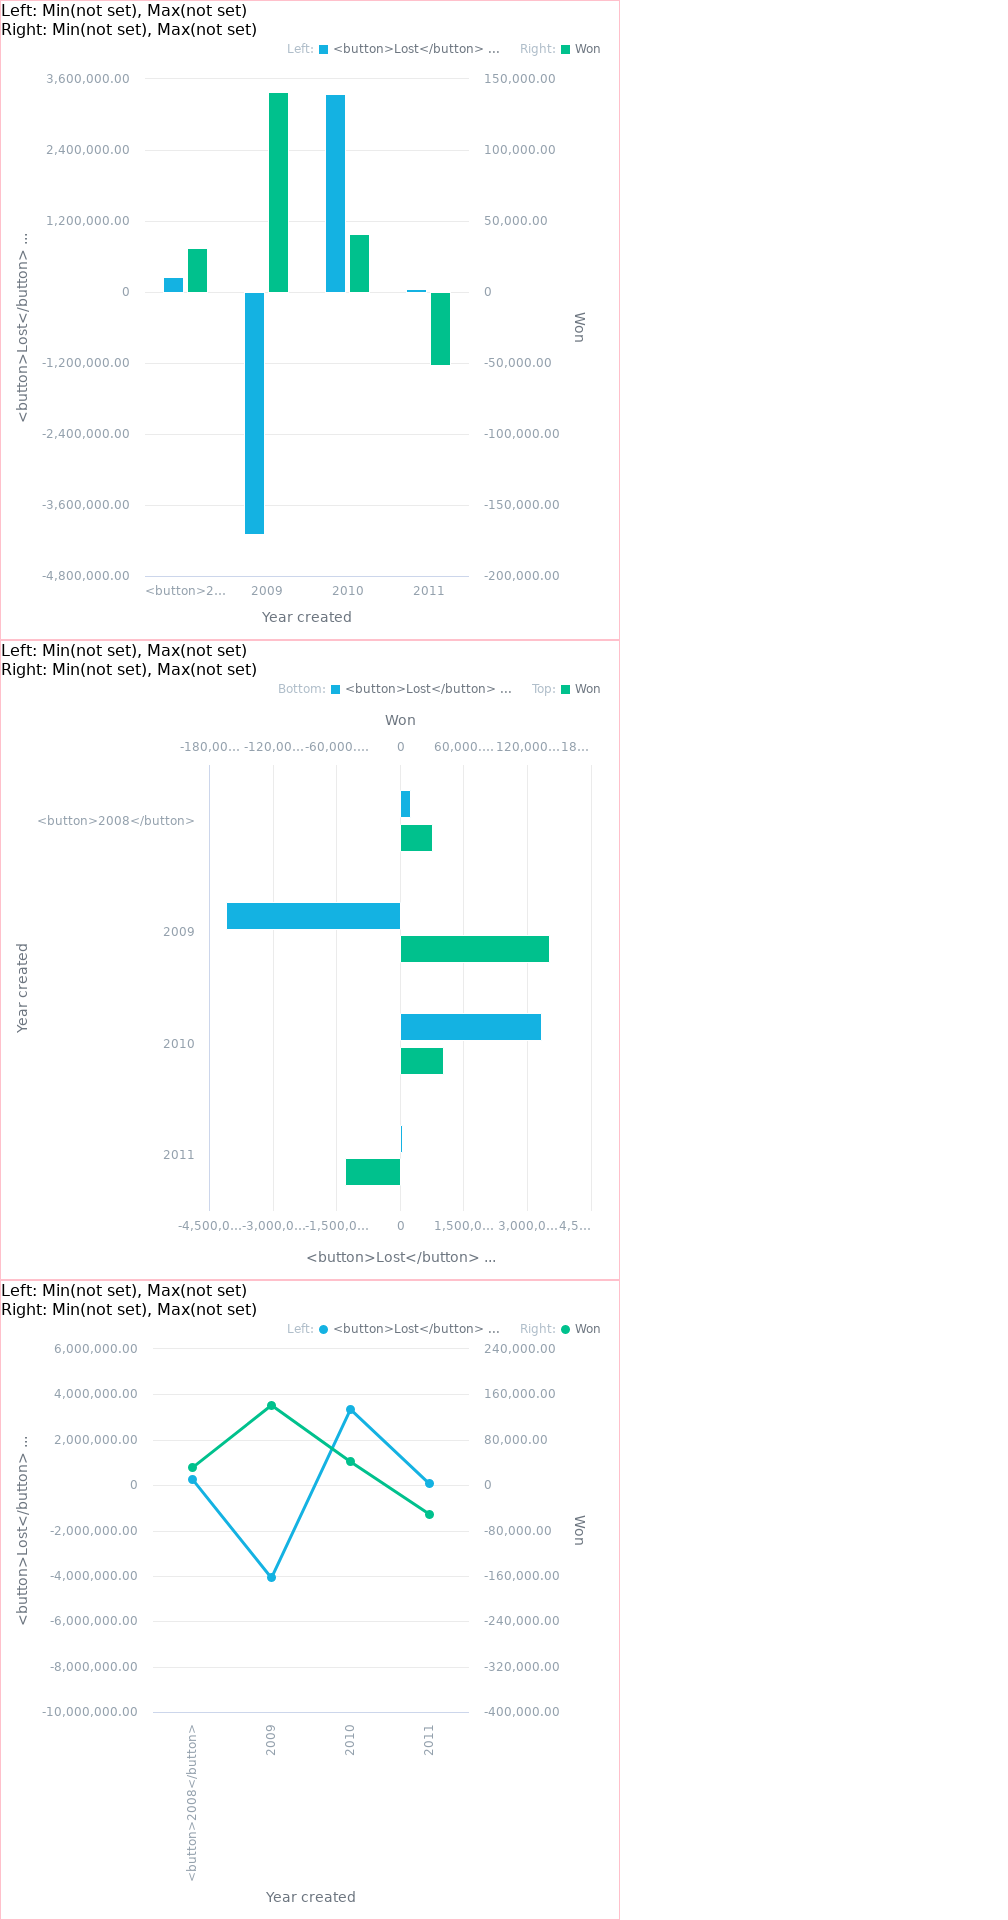 Left: Min(not set), Max(not set)
Right: Min(not set), Max(not set)
Left: <button>Lost</button> ... Right: Won
3,600,000.00 150,000.00
2,400,000.00 100,000.00
1,200,000.00 50,000.00
0 0
-1,200,000.00 -50,000.00
-2,400,000.00 -100,000.00
-3,600,000.00 -150,000.00
-4,800,000.00 -200,000.00
<button>Lost</button> ...
Won
<button>2... 2009 2010 2011
Year created
Left: Min(not set), Max(not set)
Right: Min(not set), Max(not set)
Bottom: <button>Lost</button> ... Top: Won
Won
-180,00... -120,00... -60,000.... 0 60,000.... 120,000... 18...
<button>2008</button>
2009
2010
2011
Year created
-4,500,0... -3,000,0... -1,500,0... 0 1,500,0... 3,000,0... 4,5...
<button>Lost</button> ...
Left: Min(not set), Max(not set)
Right: Min(not set), Max(not set)
Left: <button>Lost</button> ... Right: Won
6,000,000.00 240,000.00
4,000,000.00 160,000.00
2,000,000.00 80,000.00
0 0
-2,000,000.00 -80,000.00
-4,000,000.00 -160,000.00
-6,000,000.00 -240,000.00
-8,000,000.00 -320,000.00
-10,000,000.00 -400,000.00
<button>Lost</button> ...
Won
<button>2008</button> 2009 2010 2011
Year created